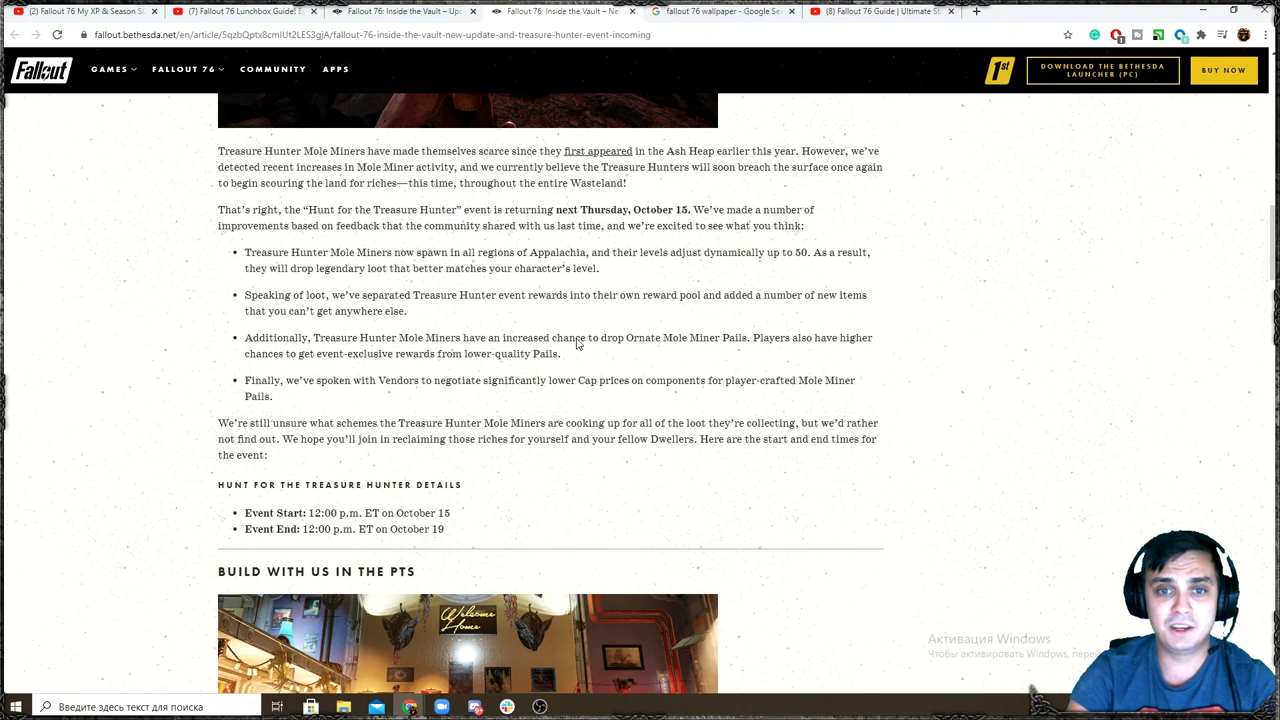 (2) Fallout 76 My XP & Season S
(7) Fallout 76 Lunchbox Guide!
Fallout 76: Inside the Vault – Up
Fallout 76: Inside the Vault – Ne
fallout 76 wallpaper - Google Se
(8) Fallout 76 Guide | Ultimate S
fallout.bethesda.net/en/article/5qzbQptx8cmIUt2LES3gjA/fallout-76-inside-the-vault-new-update-and-treasure-hunter-event-incoming
Fallout
GAMES
FALLOUT 76
COMMUNITY
APPS
1st
DOWNLOAD THE BETHESDA
LAUNCHER (PC)
BUY NOW
Treasure Hunter Mole Miners have made themselves scarce since they first appeared in the Ash Heap earlier this year. However, we’ve
detected recent increases in Mole Miner activity, and we currently believe the Treasure Hunters will soon breach the surface once again
to begin scouring the land for riches—this time, throughout the entire Wasteland!
That’s right, the “Hunt for the Treasure Hunter” event is returning next Thursday, October 15. We’ve made a number of
improvements based on feedback that the community shared with us last time, and we’re excited to see what you think:
• Treasure Hunter Mole Miners now spawn in all regions of Appalachia, and their levels adjust dynamically up to 50. As a result,
they will drop legendary loot that better matches your character’s level.
• Speaking of loot, we’ve separated Treasure Hunter event rewards into their own reward pool and added a number of new items
that you can’t get anywhere else.
• Additionally, Treasure Hunter Mole Miners have an increased chance to drop Ornate Mole Miner Pails. Players also have higher
chances to get event-exclusive rewards from lower-quality Pails.
• Finally, we’ve spoken with Vendors to negotiate significantly lower Cap prices on components for player-crafted Mole Miner
Pails.
We’re still unsure what schemes the Treasure Hunter Mole Miners are cooking up for all of the loot they’re collecting, but we’d rather
not find out. We hope you’ll join in reclaiming those riches for yourself and your fellow Dwellers. Here are the start and end times for
the event:
HUNT FOR THE TREASURE HUNTER DETAILS
• Event Start: 12:00 p.m. ET on October 15
• Event End: 12:00 p.m. ET on October 19
BUILD WITH US IN THE PTS
Welcome
Home
Активация Windows
Чтобы активировать Windows, перей
Введите здесь текст для поиска